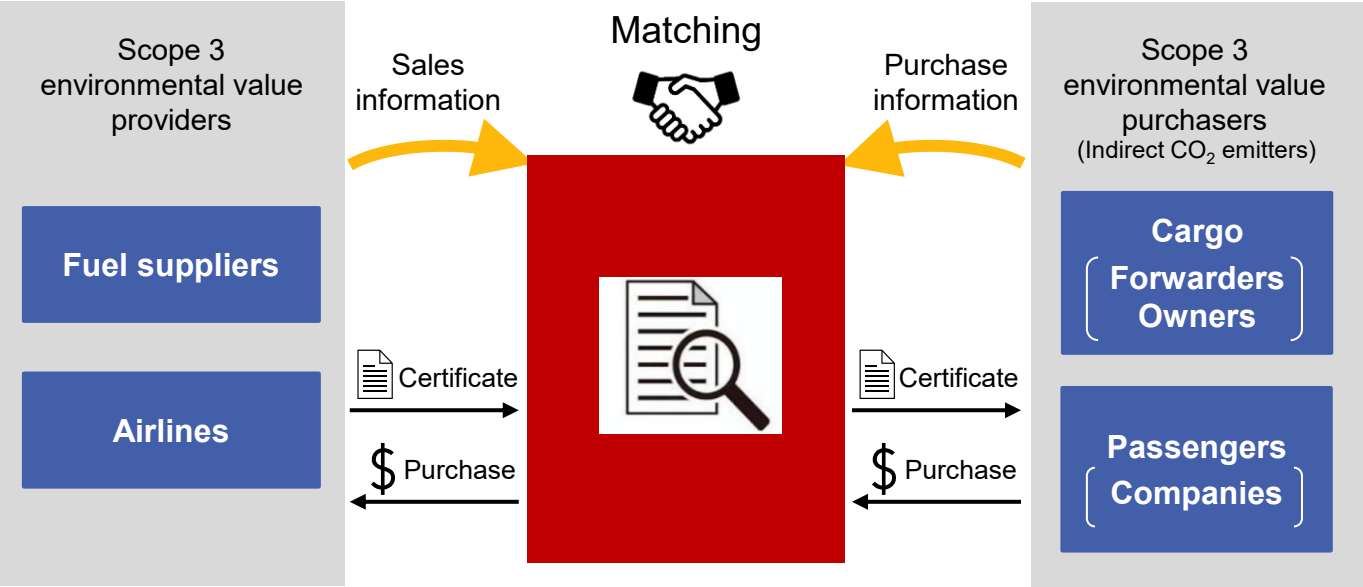 Scope 3
environmental value
providers
Fuel suppliers
Airlines
Sales
information
Matching
Purchase
information
Certificate
$ Purchase
Certificate
$ Purchase
Scope 3
environmental value
purchasers
(Indirect CO₂ emitters)
Cargo
Forwarders
Owners
Passengers
Companies